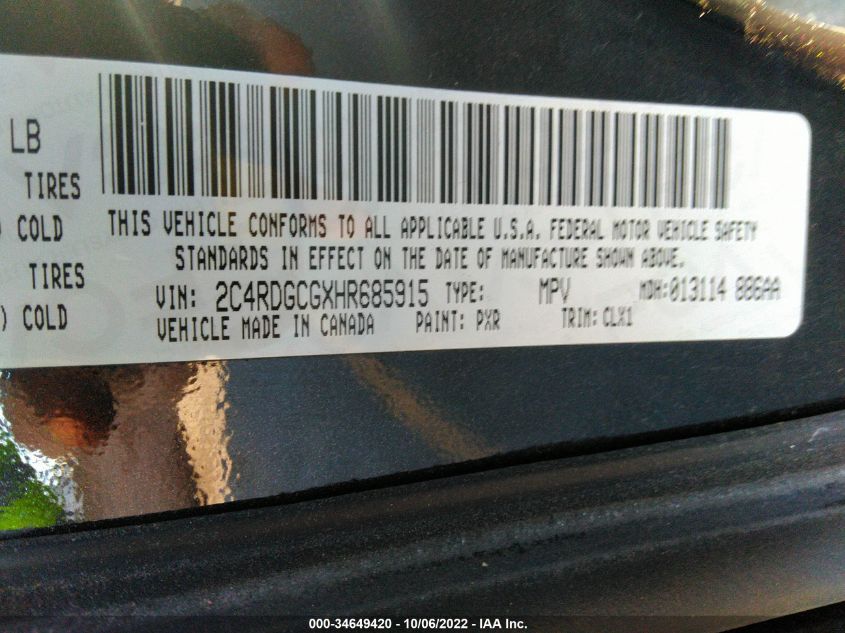 LB
TIRES
) COLD
TIRES
) COLD
THIS VEHICLE CONFORMS TO ALL APPLICABLE U.S.A. FEDERAL MOTOR VEHICLE SAFETY
STANDARDS IN EFFECT ON THE DATE OF MANUFACTURE SHOWN ABOVE.
VIN: 2C4RDGCGXHR685915 TYPE: MPV MDH:013114 886AA
VEHICLE MADE IN CANADA PAINT: PXR TRIM:CLX1
000-34649420 - 10/06/2022 - IAA Inc.